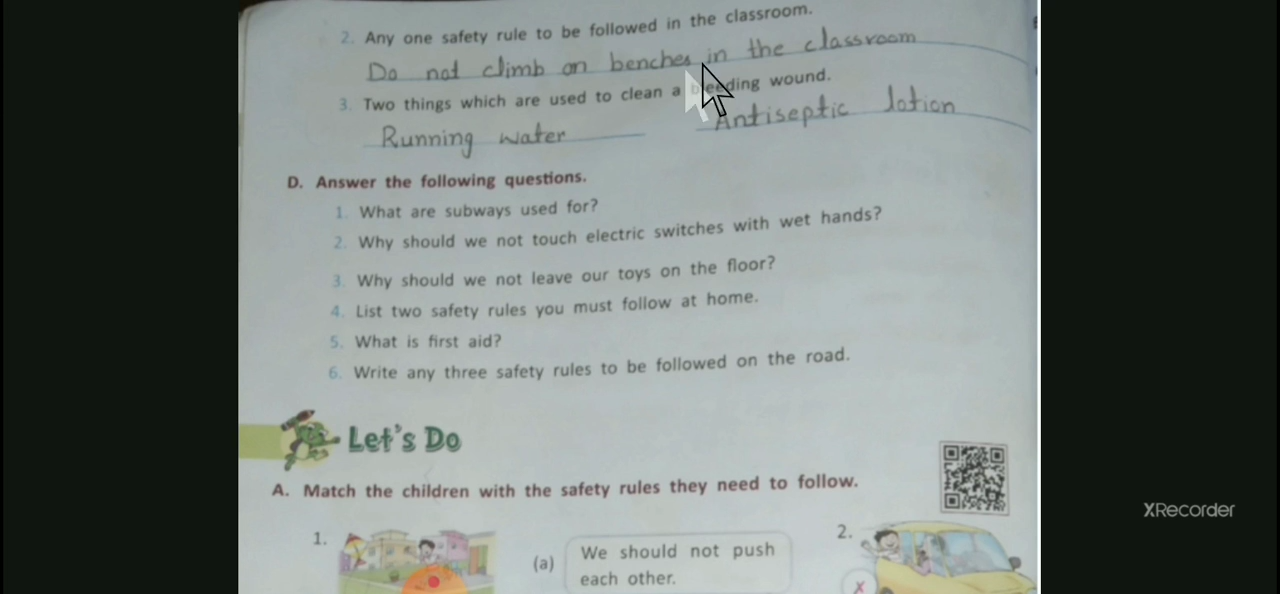 2. Any one safety rule to be followed in the classroom.
Do not climb on benches in the classroom
3. Two things which are used to clean a bleeding wound.
Running water Antiseptic lotion
D. Answer the following questions.
1. What are subways used for?
2. Why should we not touch electric switches with wet hands?
3. Why should we not leave our toys on the floor?
4. List two safety rules you must follow at home.
5. What is first aid?
6. Write any three safety rules to be followed on the road.
Let's Do
A. Match the children with the safety rules they need to follow.
1.
(a) We should not push
each other.
2.
XRecorder